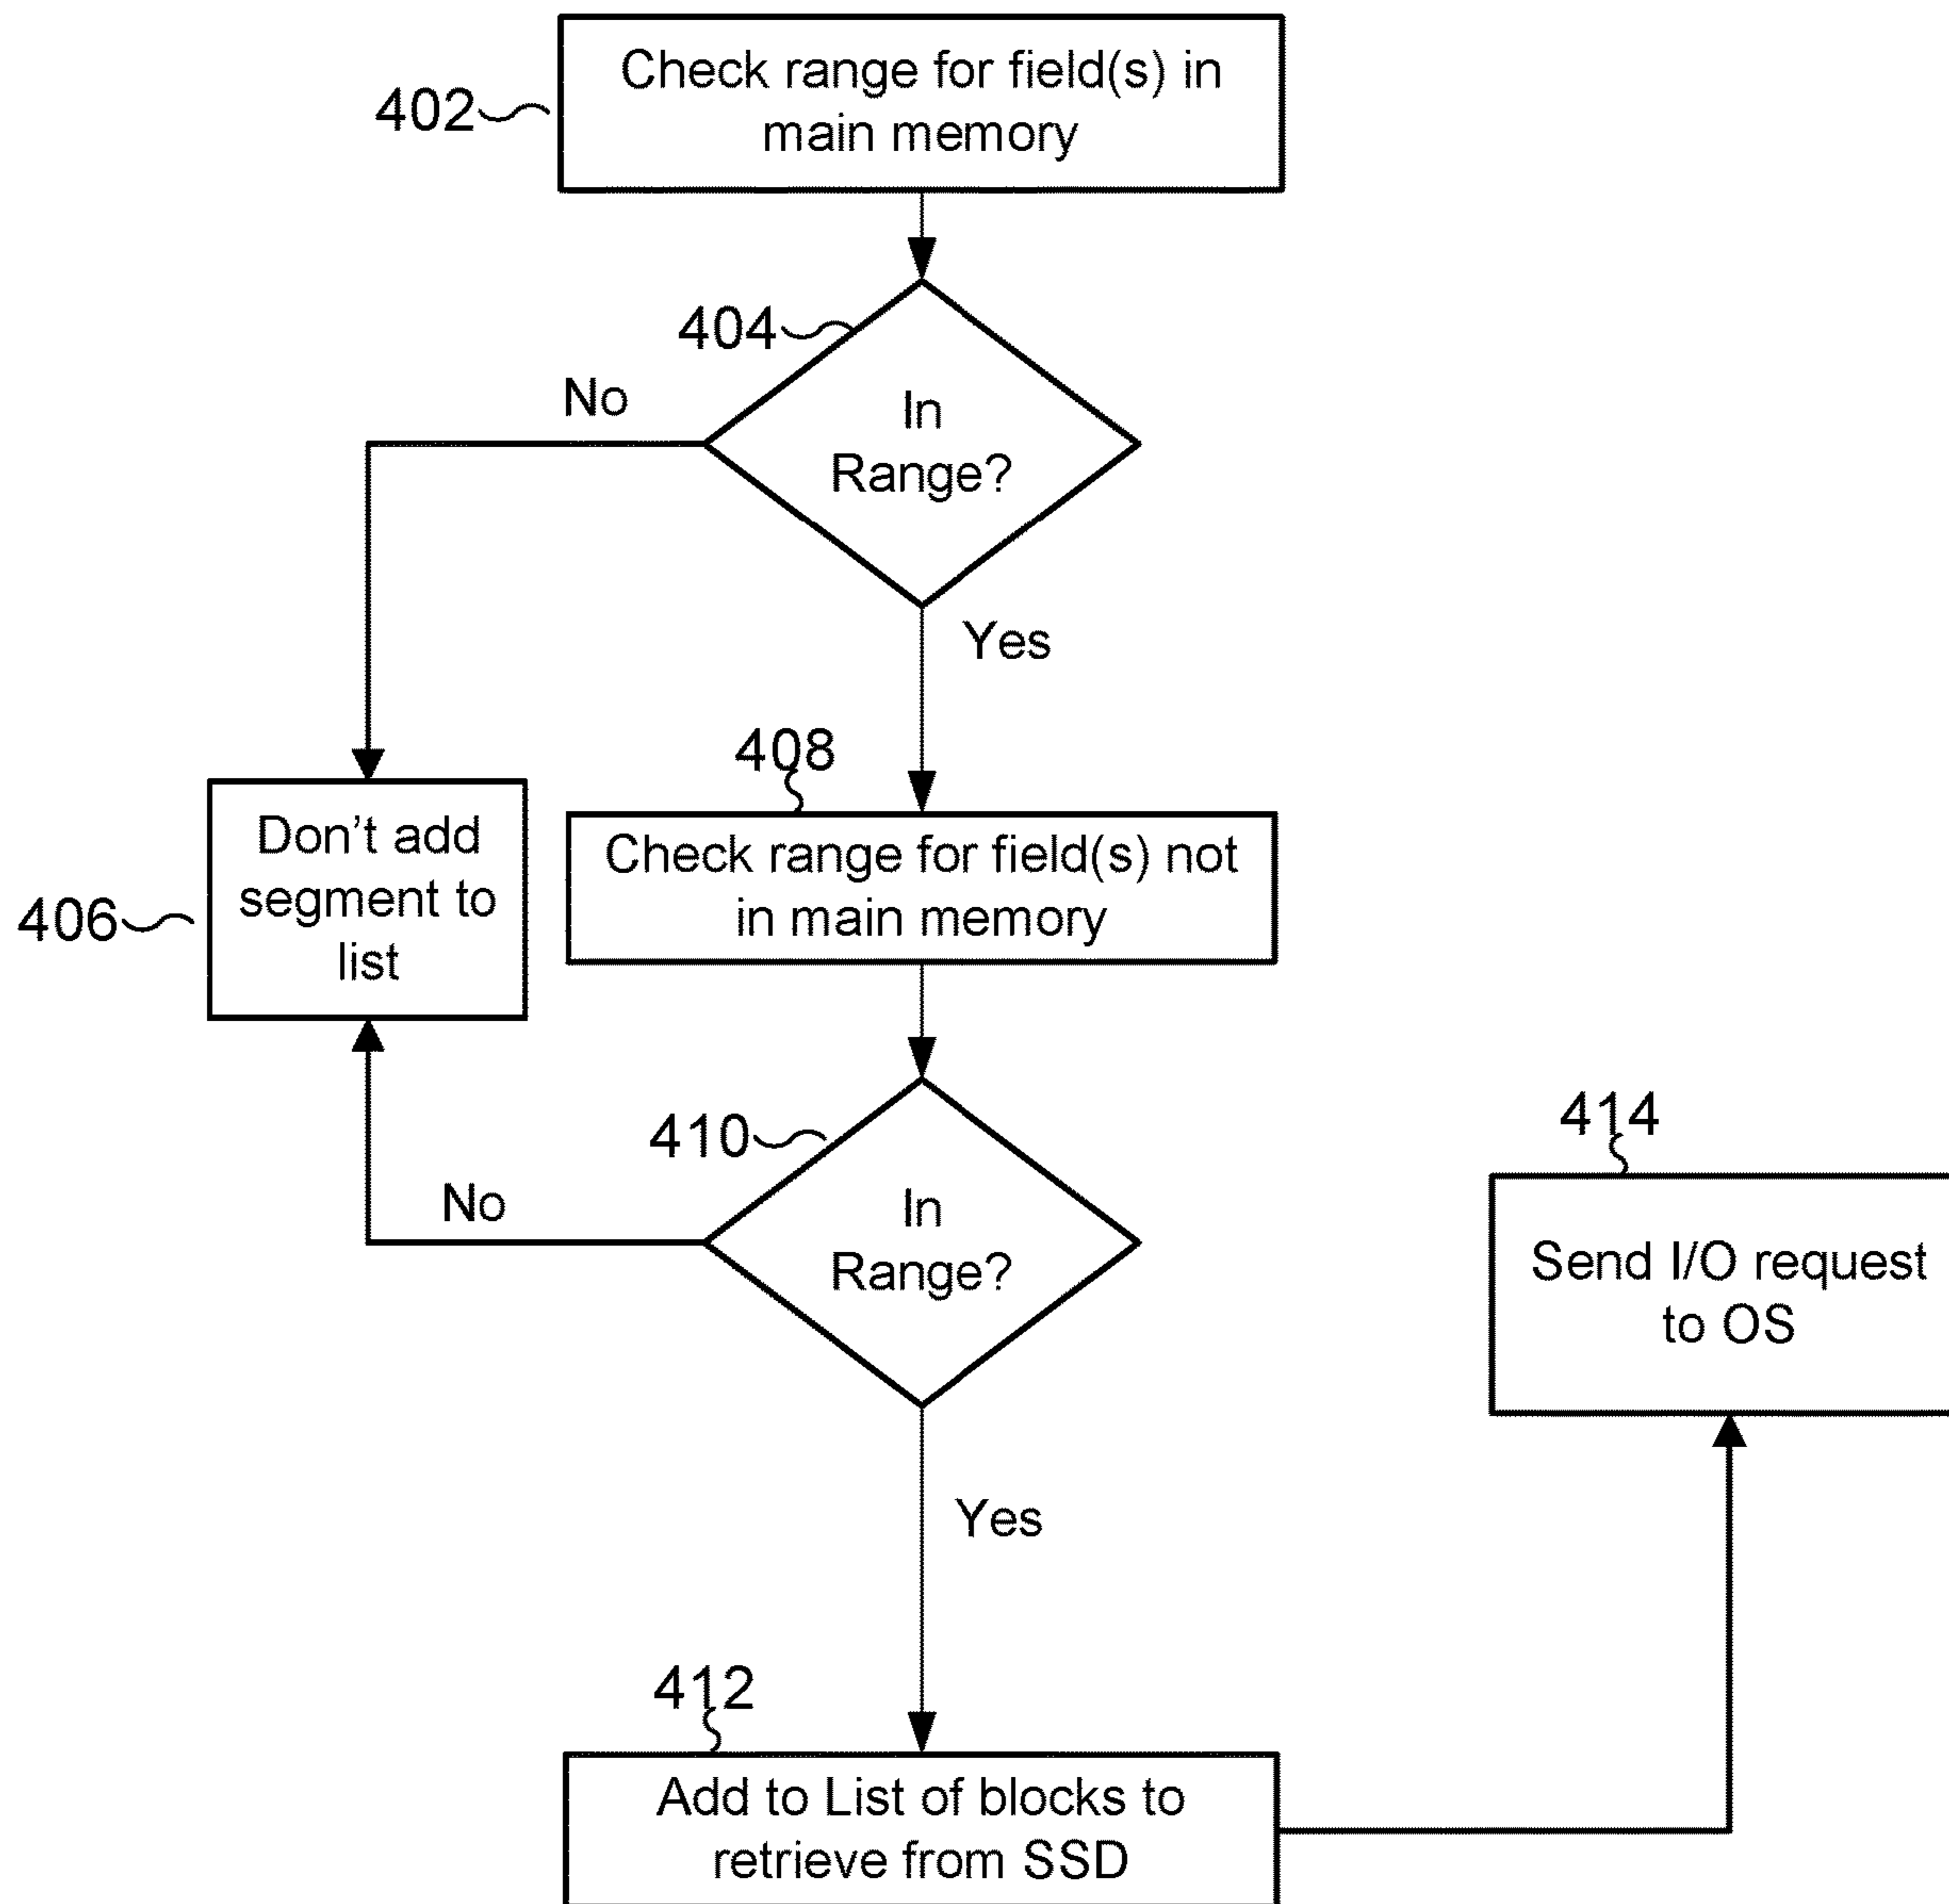 Check range for field(s) in
main memory
402
404
No
In
Range?
Yes
408
Don’t add
segment to
list
406
Check range for field(s) not
in main memory
410
No
In
Range?
414
Send I/O request
to OS
Yes
412
Add to List of blocks to
retrieve from SSD